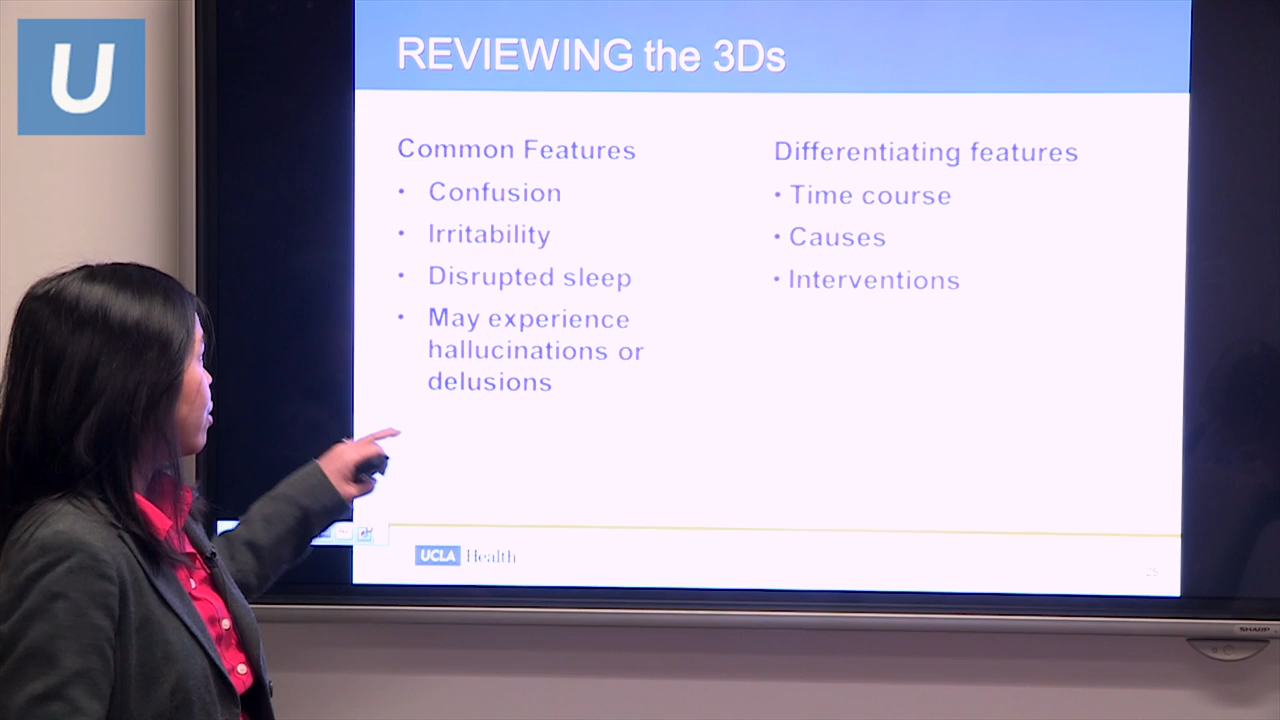 U
REVIEWING the 3Ds
Common Features
• Confusion
• Irritability
• Disrupted sleep
• May experience
hallucinations or
delusions
Differentiating features
• Time course
• Causes
• Interventions
UCLA Health
25
SHARP